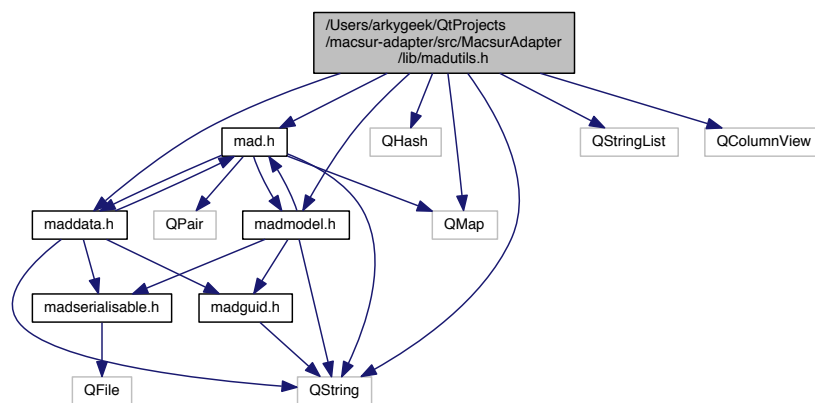 /Users/arkygeek/QtProjects
/macsur-adapter/src/MacsurAdapter
/lib/madutils.h
mad.h
QHash
QStringList
QColumnView
maddata.h
QPair
madmodel.h
QMap
madserialisable.h
madguid.h
QFile
QString